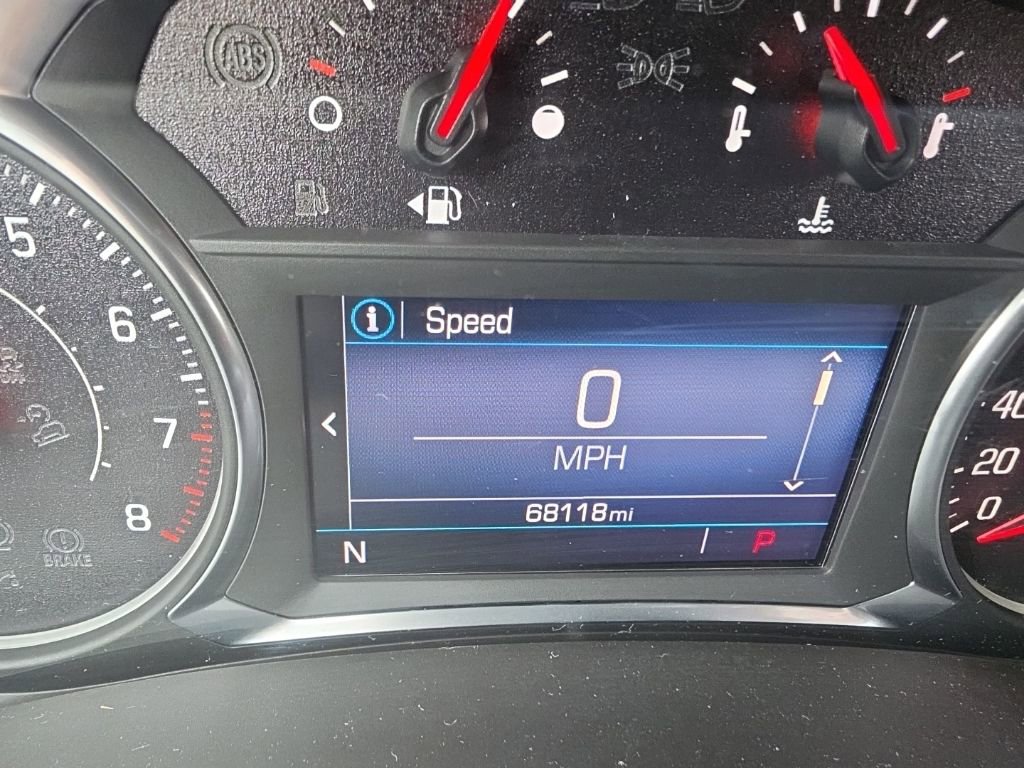 ABS
5
6
7
8
BRAKE
i Speed
0
MPH
68118mi
N P
40
20
0